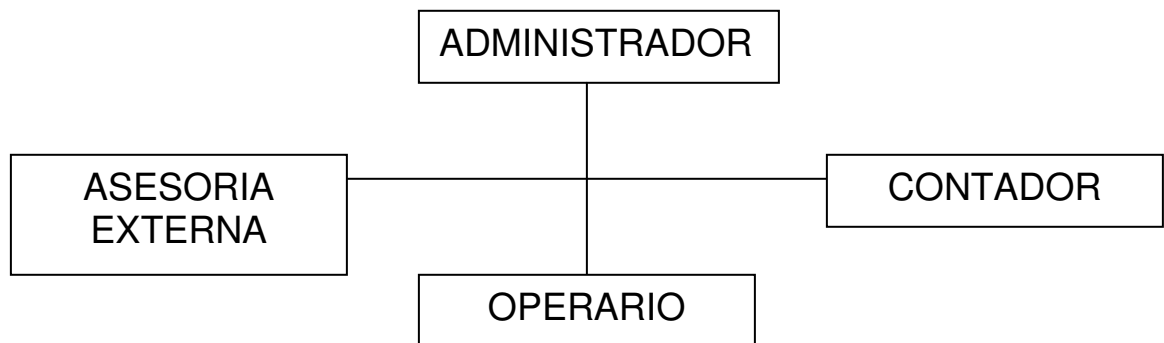 ADMINISTRADOR
ASESORIA
EXTERNA
CONTADOR
OPERARIO